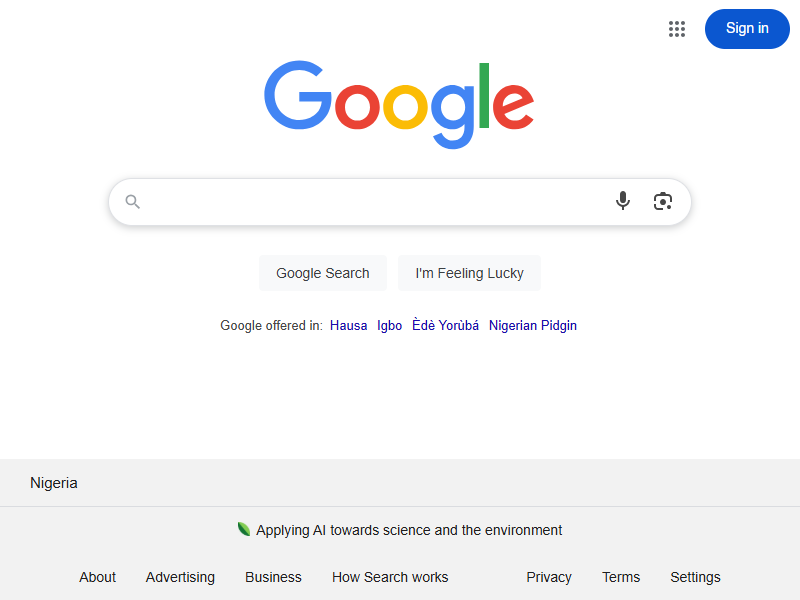 Sign in
Google
Google Search
I'm Feeling Lucky
Google offered in: Hausa Igbo Èdè Yorùbá Nigerian Pidgin
Nigeria
Applying AI towards science and the environment
About Advertising Business How Search works Privacy Terms Settings